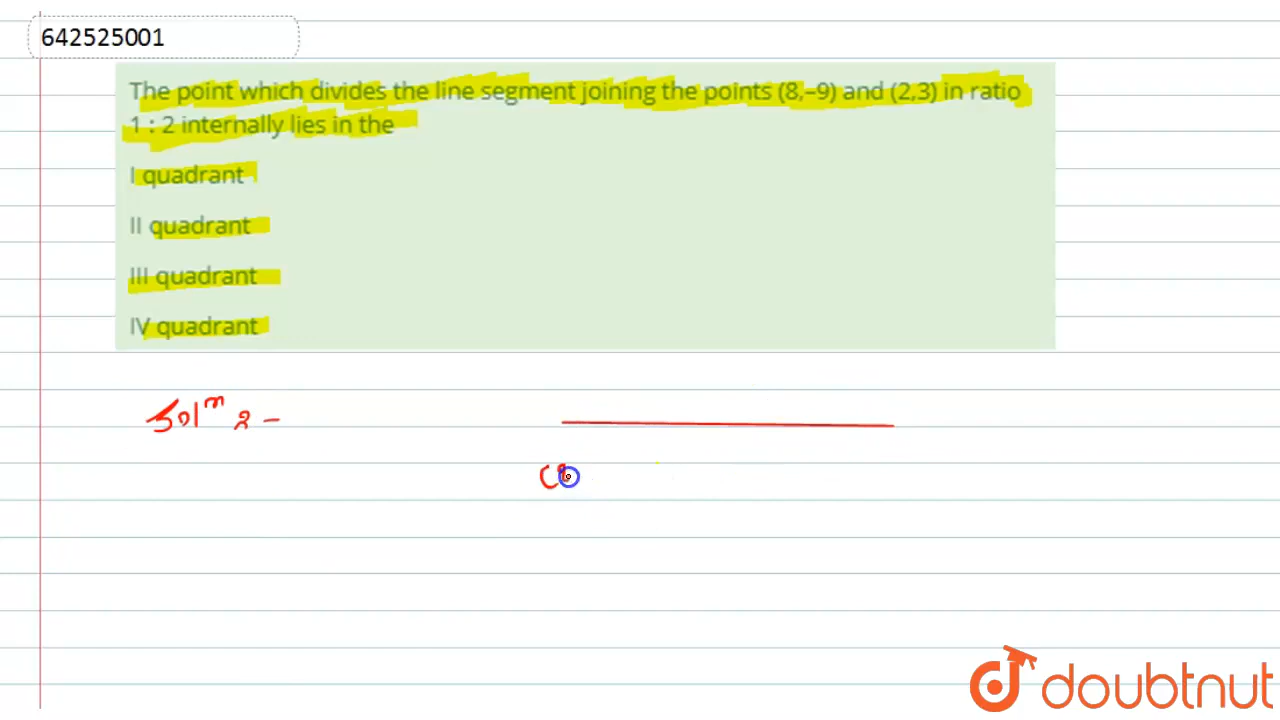 642525001
The point which divides the line segment joining the points (8,–9) and (2,3) in ratio
1 : 2 internally lies in the
I quadrant
II quadrant
III quadrant
IV quadrant
Solⁿ
(8
doubtnut